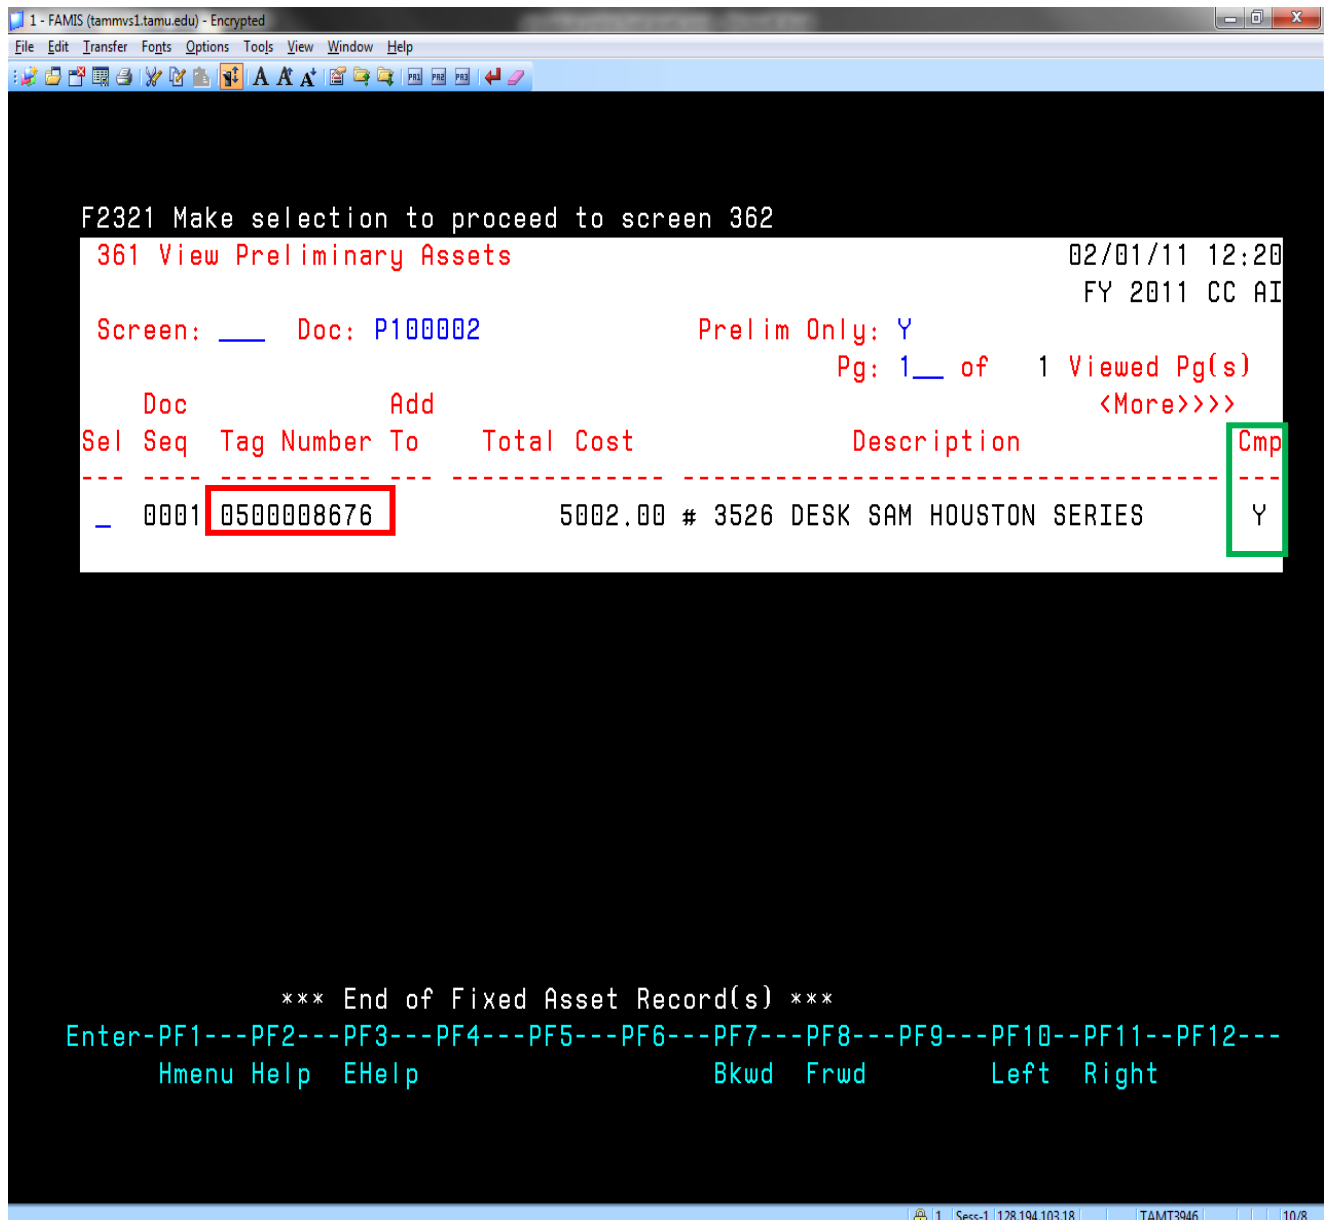 1 - FAMIS (tammvs1.tamu.edu) - Encrypted
File Edit Transfer Fonts Options Tools View Window Help
PR1 PR2 PR3
F2321 Make selection to proceed to screen 362
361 View Preliminary Assets 02/01/11 12:20
FY 2011 CC AI
Screen: ___ Doc: P100002 Prelim Only: Y
Pg: 1__ of 1 Viewed Pg(s)
Doc Add <More>>>>
Sel Seq Tag Number To Total Cost Description Cmp
--- ---- ---------- --- -------------- ----------------------------------- ---
_ 0001 0500008676 5002.00 # 3526 DESK SAM HOUSTON SERIES Y
*** End of Fixed Asset Record(s) ***
Enter-PF1---PF2---PF3---PF4---PF5---PF6---PF7---PF8---PF9---PF10--PF11--PF12---
Hmenu Help EHelp Bkwd Frwd Left Right
1 Sess-1 128.194.103.18 TAMT3946 10/8